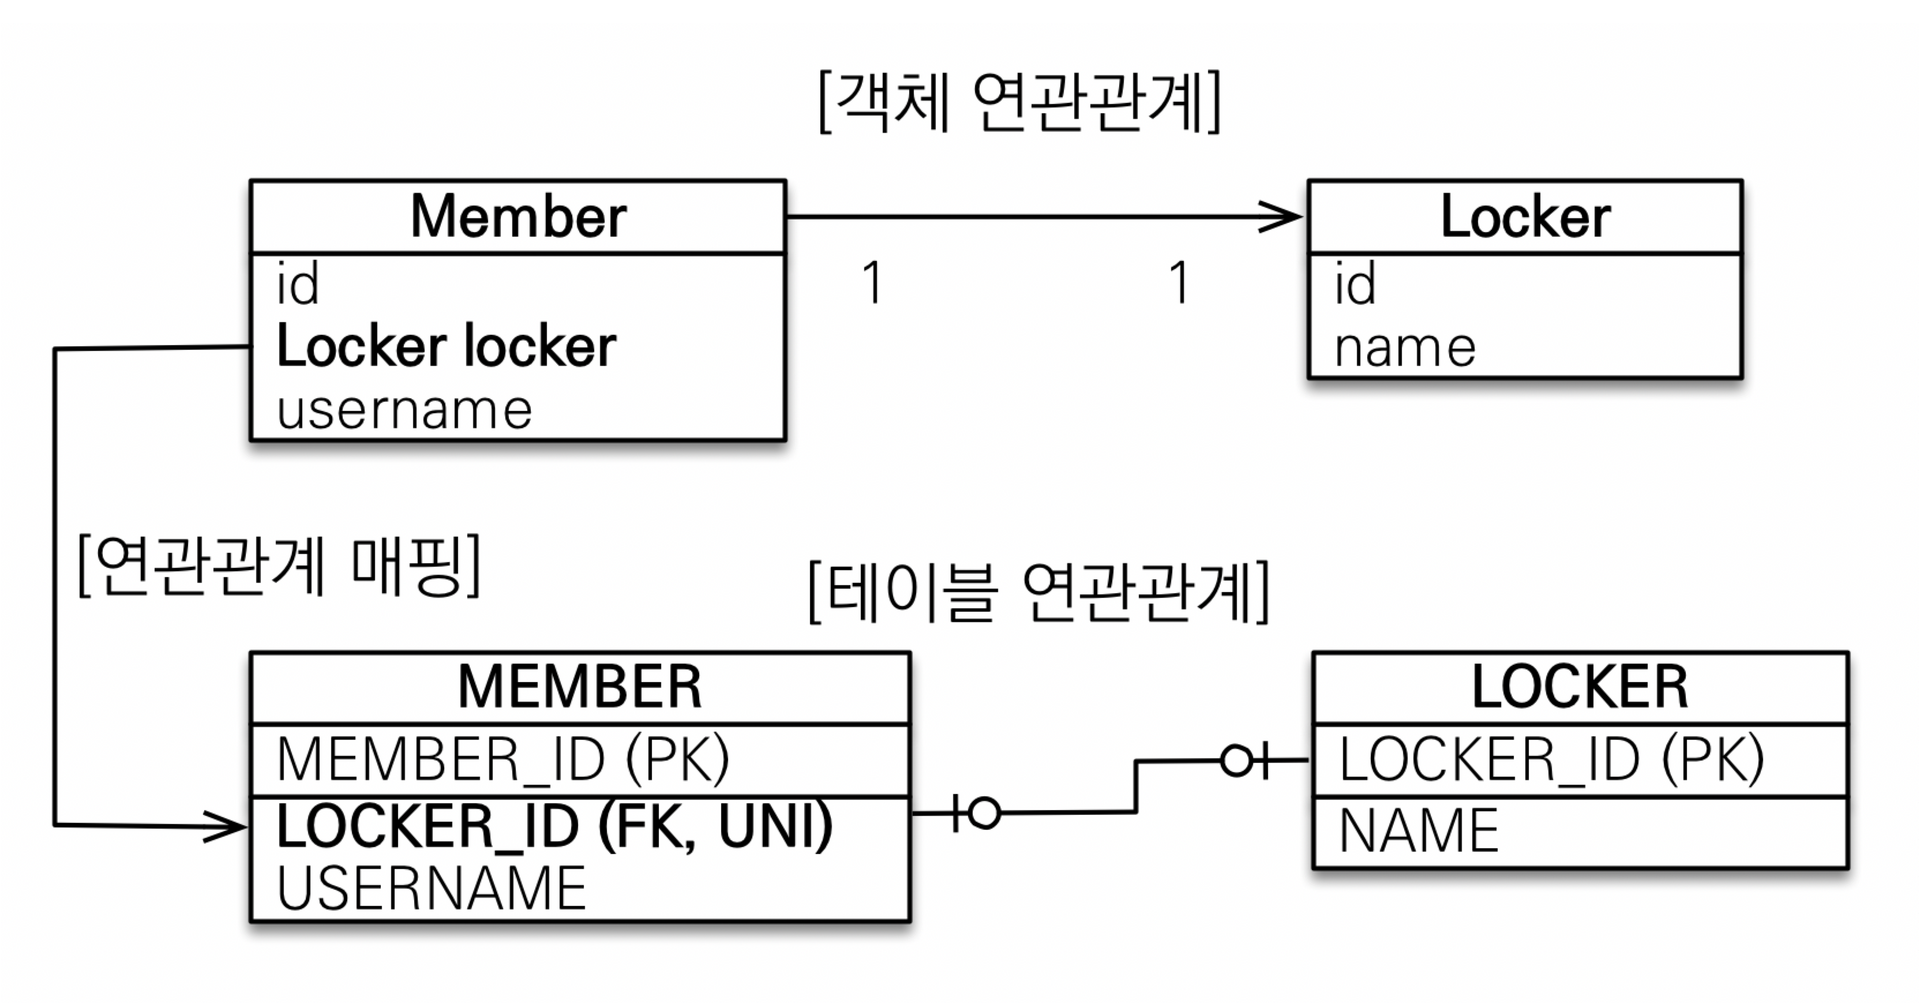 [객체 연관관계]
Member
id
Locker locker
username
1 1
Locker
id
name
[연관관계 매핑]
[테이블 연관관계]
MEMBER
MEMBER_ID (PK)
LOCKER_ID (FK, UNI)
USERNAME
LOCKER
LOCKER_ID (PK)
NAME